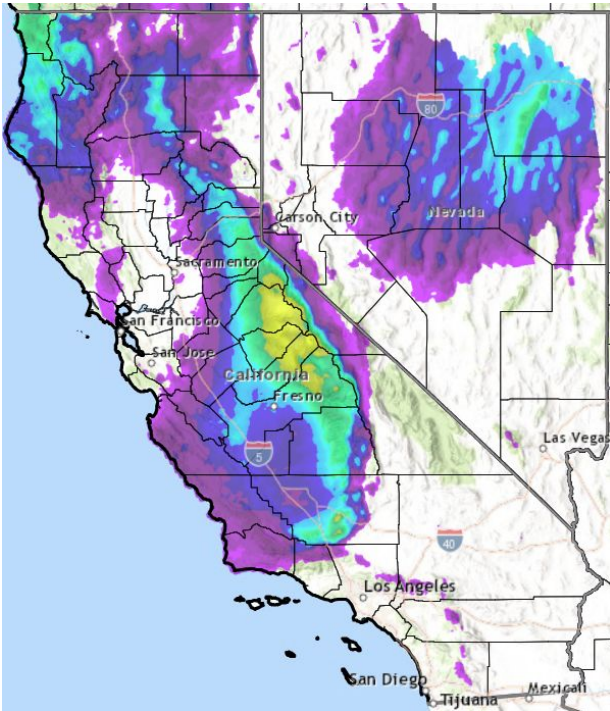 80
Nevada
Carson City
Sacramento
San Francisco
San Jose
California
Fresno
5
Las Vegas
40
Los Angeles
San Diego
Tijuana
Mexicali